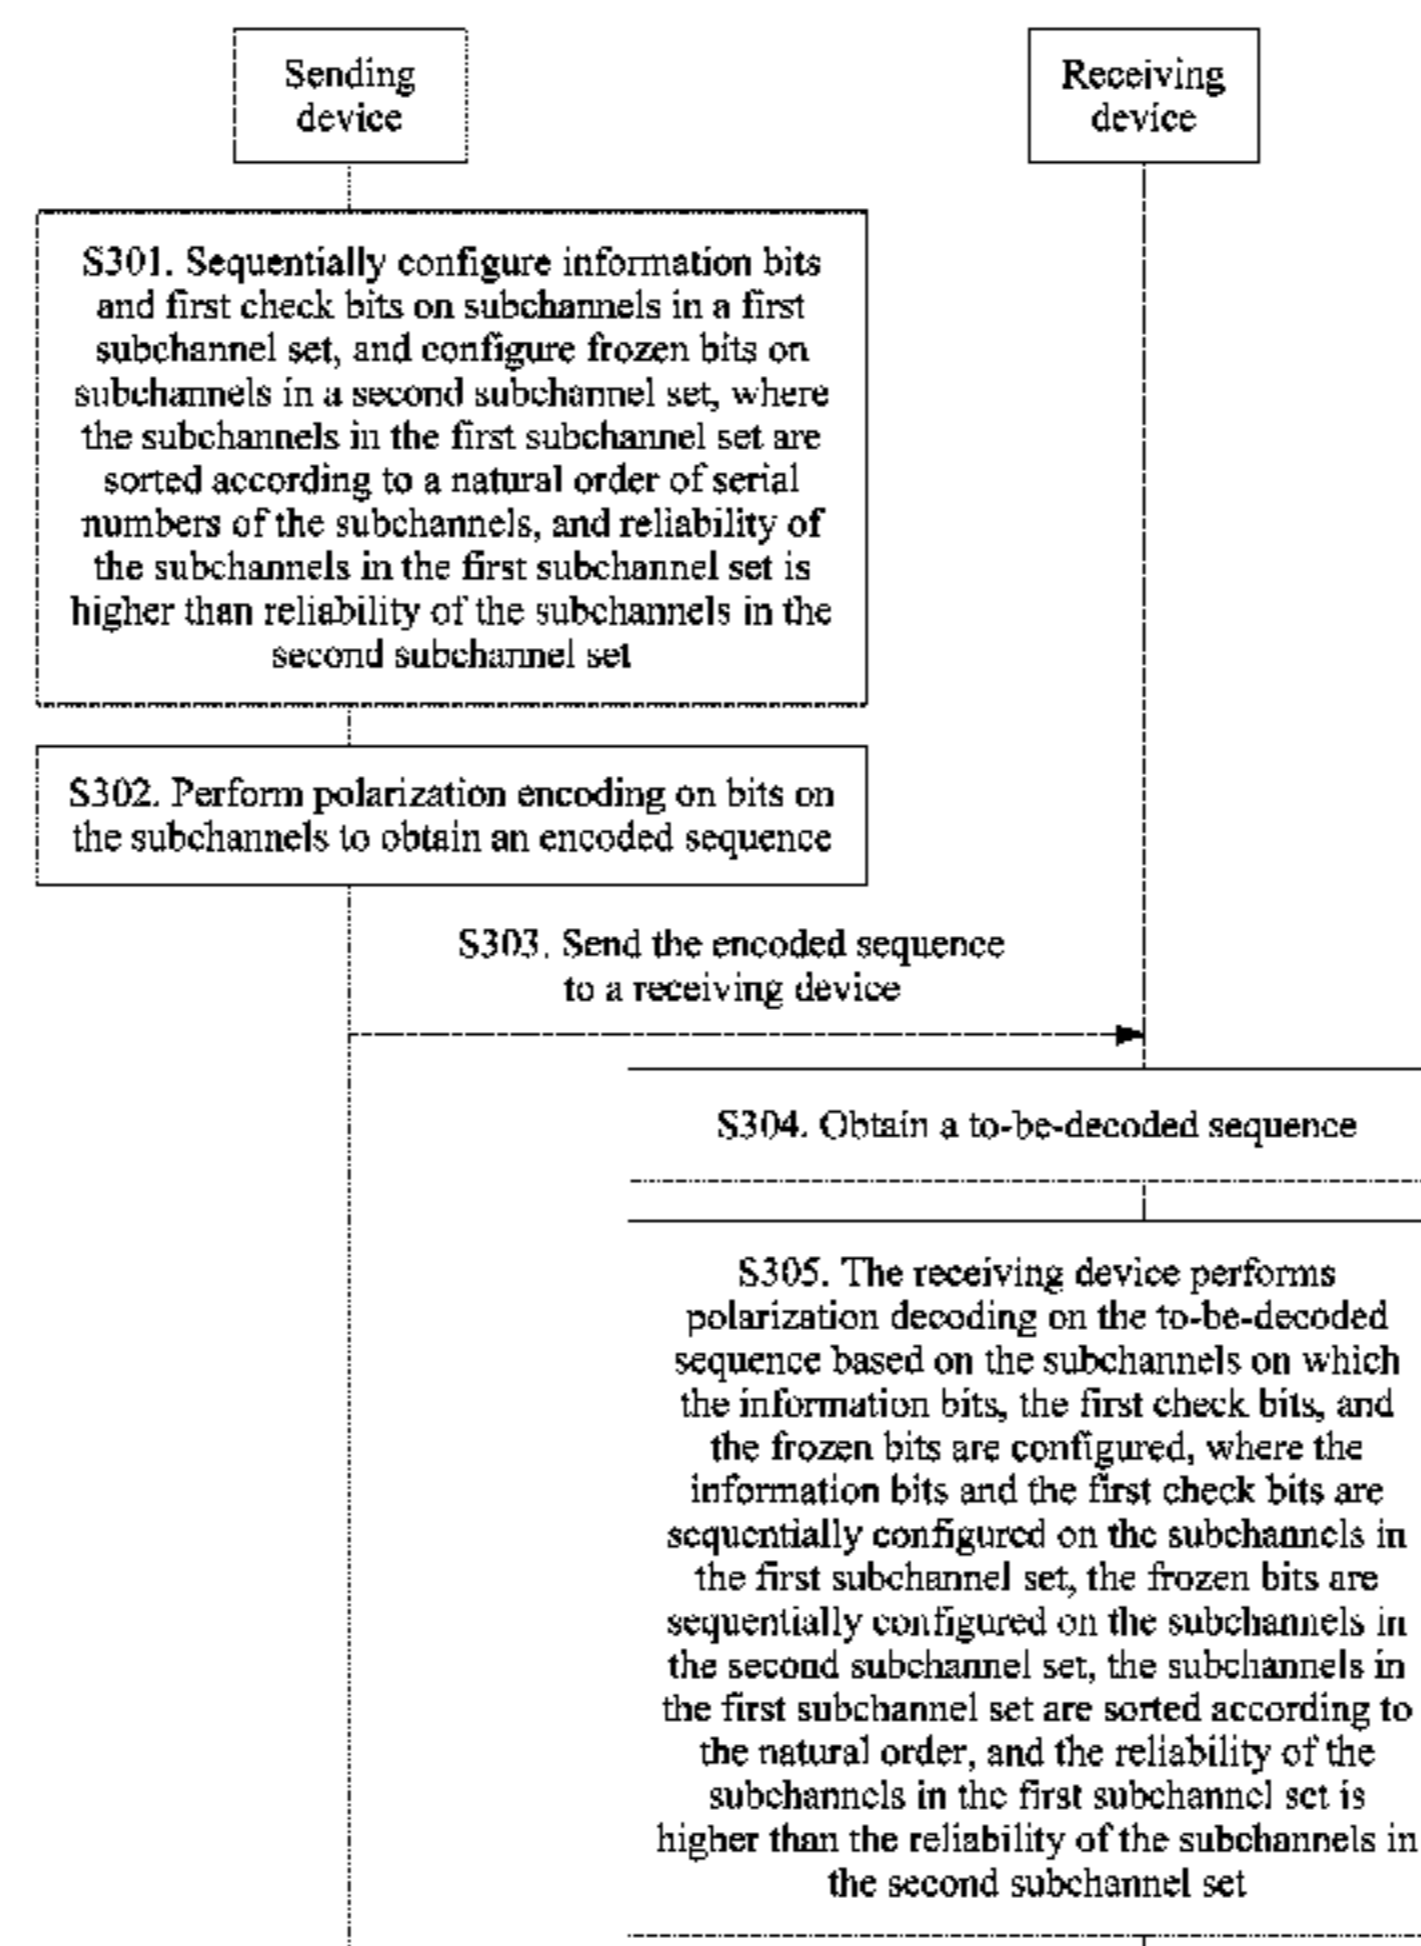 Sending
device
Receiving
device
S301. Sequentially configure information bits
and first check bits on subchannels in a first
subchannel set, and configure frozen bits on
subchannels in a second subchannel set, where
the subchannels in the first subchannel set are
sorted according to a natural order of serial
numbers of the subchannels, and reliability of
the subchannels in the first subchannel set is
higher than reliability of the subchannels in the
second subchannel set
S302. Perform polarization encoding on bits on
the subchannels to obtain an encoded sequence
S303. Send the encoded sequence
to a receiving device
S304. Obtain a to-be-decoded sequence
S305. The receiving device performs
polarization decoding on the to-be-decoded
sequence based on the subchannels on which
the information bits, the first check bits, and
the frozen bits are configured, where the
information bits and the first check bits are
sequentially configured on the subchannels in
the first subchannel set, the frozen bits are
sequentially configured on the subchannels in
the second subchannel set, the subchannels in
the first subchannel set are sorted according to
the natural order, and the reliability of the
subchannels in the first subchannel set is
higher than the reliability of the subchannels in
the second subchannel set